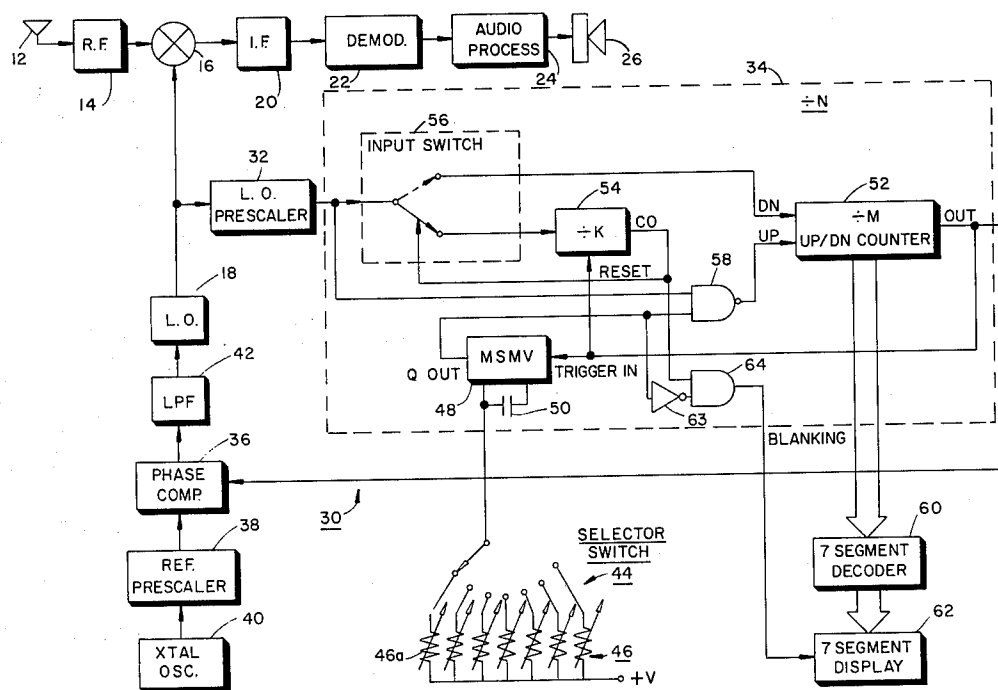 12
R.F.
14
16
I.F.
20
DEMOD.
22
AUDIO
PROCESS
24
26
34
÷N
56
INPUT SWITCH
32
L. O.
PRESCALER
54
÷K
CO
RESET
52
DN
UP
÷M
UP/DN COUNTER
OUT
58
18
L.O.
42
LPF
MSMV
Q OUT
TRIGGER IN
48
50
63
64
BLANKING
36
PHASE
COMP.
30
38
REF.
PRESCALER
40
XTAL
OSC.
SELECTOR
SWITCH
44
46a
46
+V
60
7 SEGMENT
DECODER
62
7 SEGMENT
DISPLAY